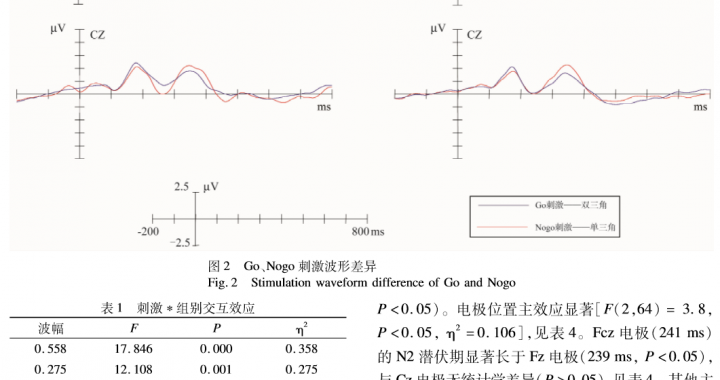 μV
CZ
ms
μV
CZ
ms
2.5
μV
-200
800 ms
-2.5
Go刺激——双三角
Nogo刺激——单三角
图 2 Go、Nogo 刺激波形差异
Fig. 2 Stimulation waveform difference of Go and Nogo
表 1 刺激 * 组别交互效应
波幅 F P η²
0.558 17.846 0.000 0.358
0.275 12.108 0.001 0.275
P<0.05)。电极位置主效应显著[F(2,64) = 3.8,
P<0.05, η²=0.106],见表 4。Fcz 电极(241 ms)
的 N2 潜伏期显著长于 Fz 电极(239 ms, P<0.05),
与 Cz 电极无统计学差异(P>0.05),见表 4。其他主